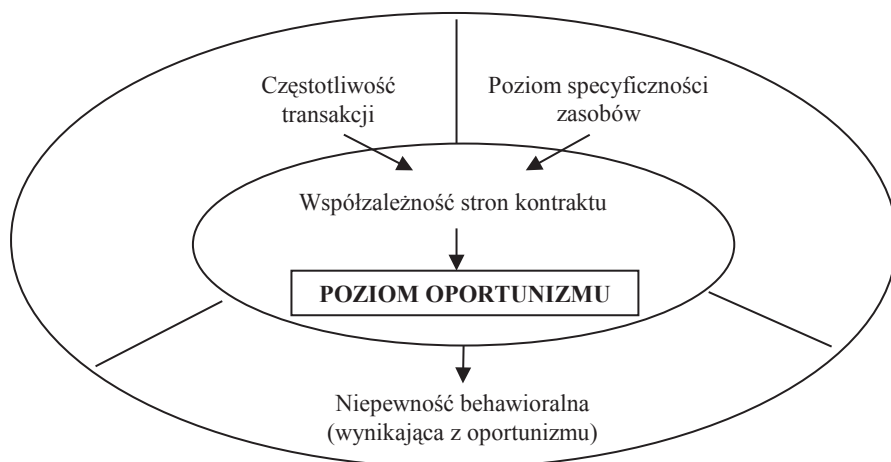 Częstotliwość
transakcji
Poziom specyficzności
zasobów
Współzależność stron kontraktu
POZIOM OPORTUNIZMU
Niepewność behawioralna
(wynikająca z oportunizmu)